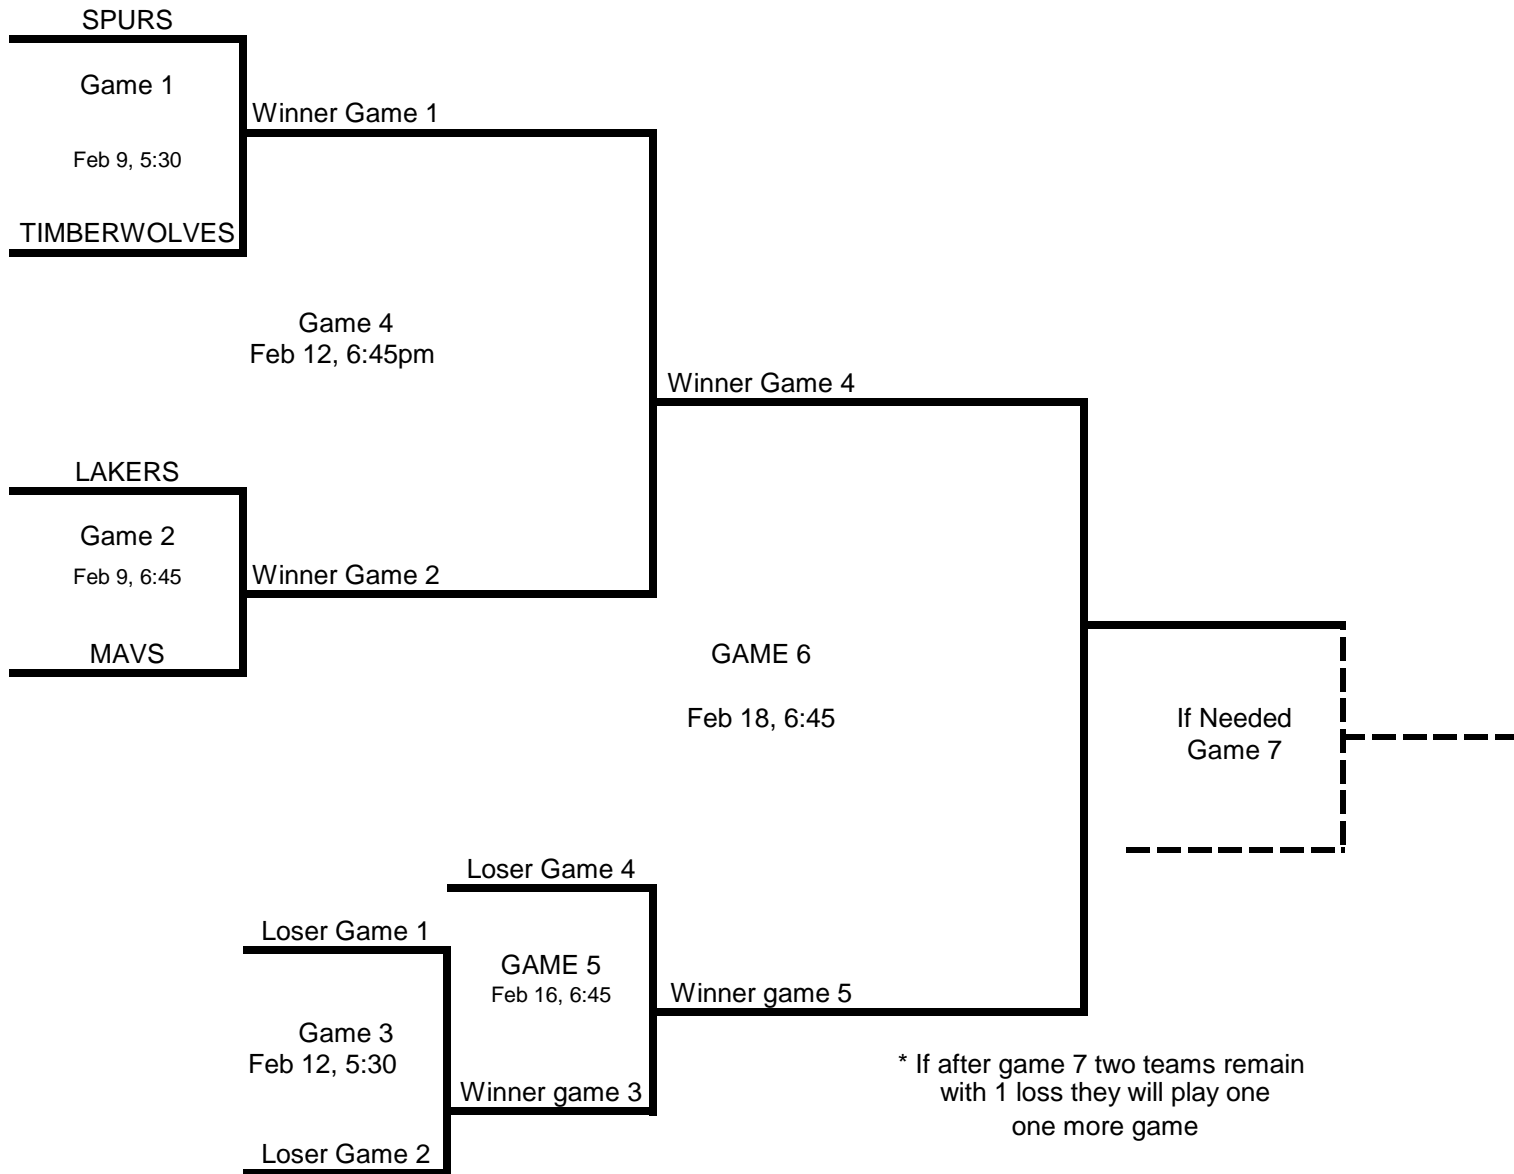 SPURS
Game 1
Winner Game 1
Feb 9, 5:30
TIMBERWOLVES
Game 4
Feb 12, 6:45pm
Winner Game 4
LAKERS
Game 2
Feb 9, 6:45
Winner Game 2
MAVS
GAME 6
Feb 18, 6:45
If Needed
Game 7
Loser Game 4
Loser Game 1
GAME 5
Feb 16, 6:45
Winner game 5
Game 3
Feb 12, 5:30
Winner game 3
Loser Game 2
* If after game 7 two teams remain
with 1 loss they will play one
one more game